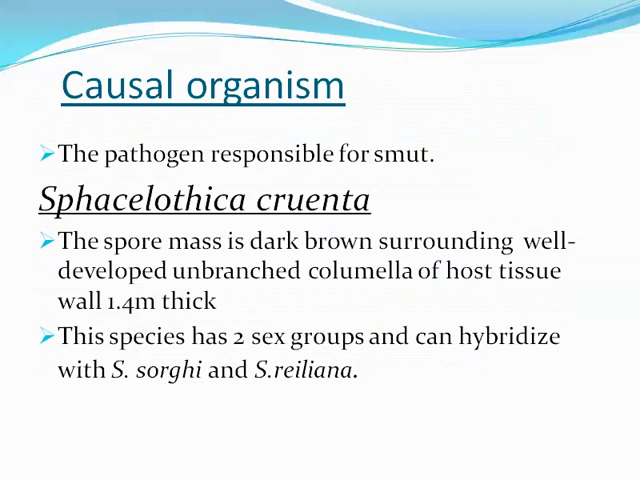 Causal organism
➢The pathogen responsible for smut.
Sphacelothica cruenta
➢The spore mass is dark brown surrounding well-
developed unbranched columella of host tissue
wall 1.4m thick
➢This species has 2 sex groups and can hybridize
with S. sorghi and S.reiliana.